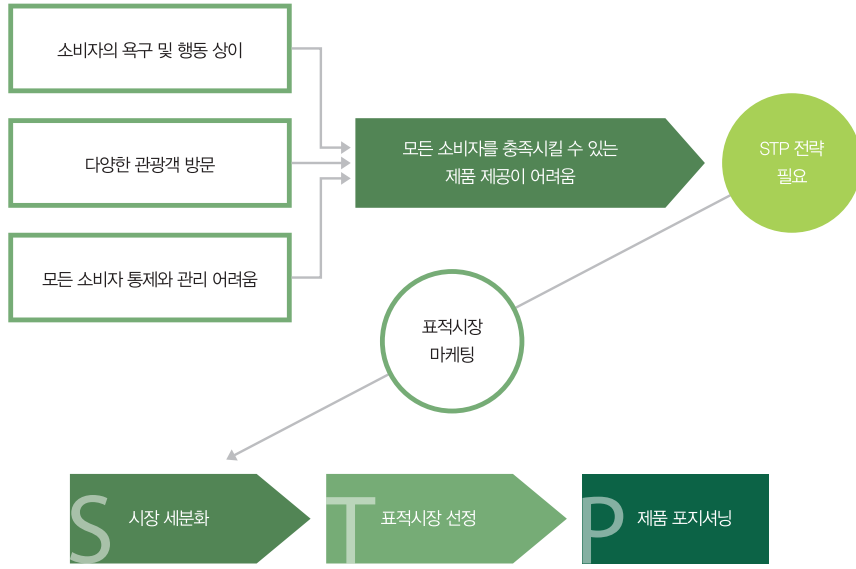 소비자의 욕구 및 행동 상이
다양한 관광객 방문
모든 소비자 통제와 관리 어려움
모든 소비자를 충족시킬 수 있는
제품 제공이 어려움
STP 전략
필요
표적시장
마케팅
S 시장 세분화
T 표적시장 선정
P 제품 포지셔닝